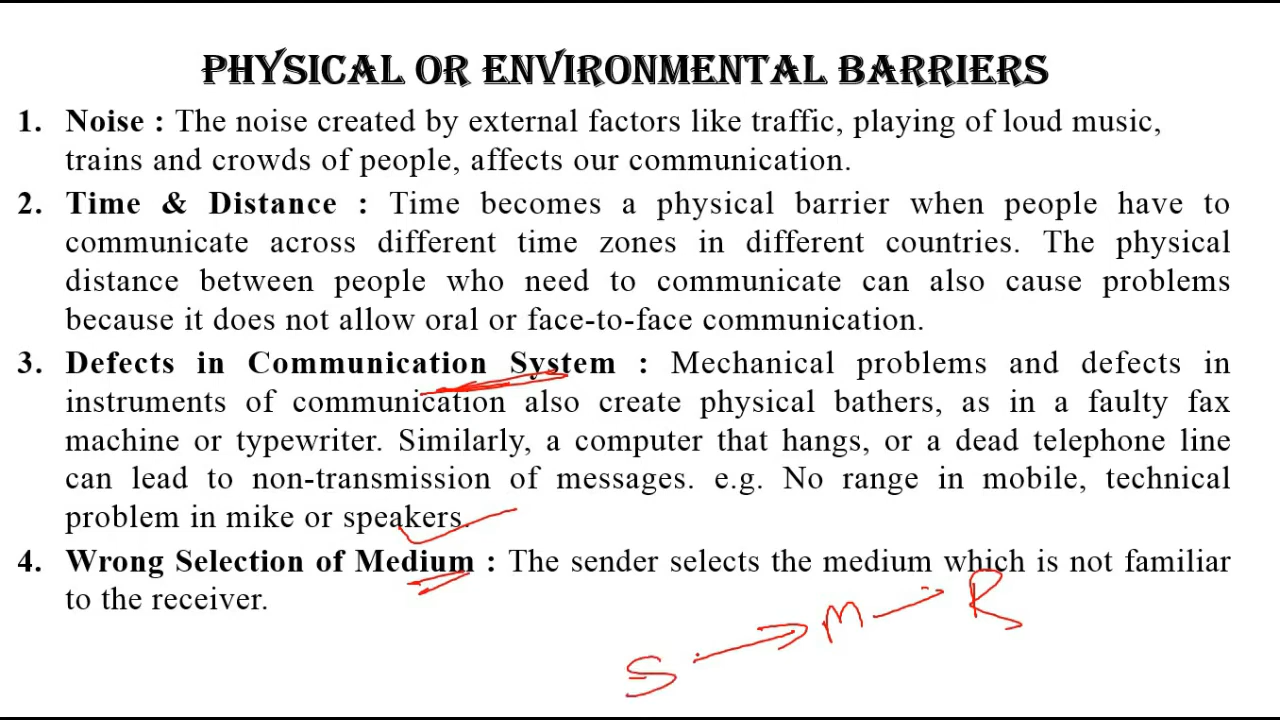 PHYSICAL OR ENVIRONMENTAL BARRIERS
1. Noise : The noise created by external factors like traffic, playing of loud music,
trains and crowds of people, affects our communication.
2. Time & Distance : Time becomes a physical barrier when people have to
communicate across different time zones in different countries. The physical
distance between people who need to communicate can also cause problems
because it does not allow oral or face-to-face communication.
3. Defects in Communication System : Mechanical problems and defects in
instruments of communication also create physical bathers, as in a faulty fax
machine or typewriter. Similarly, a computer that hangs, or a dead telephone line
can lead to non-transmission of messages. e.g. No range in mobile, technical
problem in mike or speakers.
4. Wrong Selection of Medium : The sender selects the medium which is not familiar
to the receiver.
S → M → R